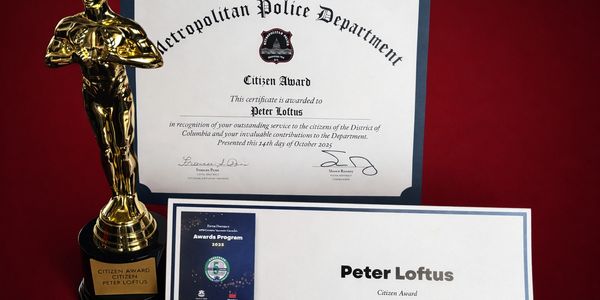 Metropolitan Police Department
Citizen Award
This certificate is awarded to
Peter Loftus
in recognition of your outstanding service to the citizens of the District of
Columbia and your invaluable contributions to the Department.
Presented this 14th day of October 2025
Fifth District
Awards Program
2025
Peter Loftus
Citizen Award
CITIZEN AWARD
CITIZEN
PETER LOFTUS